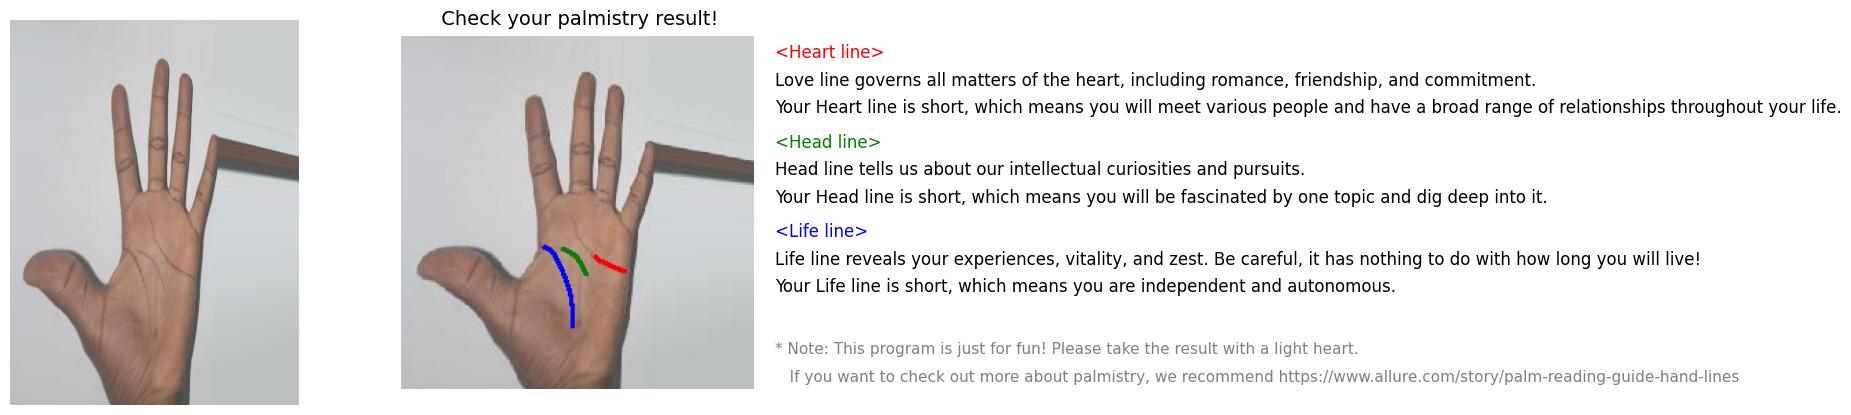 Check your palmistry result!
<Heart line>
Love line governs all matters of the heart, including romance, friendship, and commitment.
Your Heart line is short, which means you will meet various people and have a broad range of relationships throughout your life.
<Head line>
Head line tells us about our intellectual curiosities and pursuits.
Your Head line is short, which means you will be fascinated by one topic and dig deep into it.
<Life line>
Life line reveals your experiences, vitality, and zest. Be careful, it has nothing to do with how long you will live!
Your Life line is short, which means you are independent and autonomous.
* Note: This program is just for fun! Please take the result with a light heart.
If you want to check out more about palmistry, we recommend https://www.allure.com/story/palm-reading-guide-hand-lines